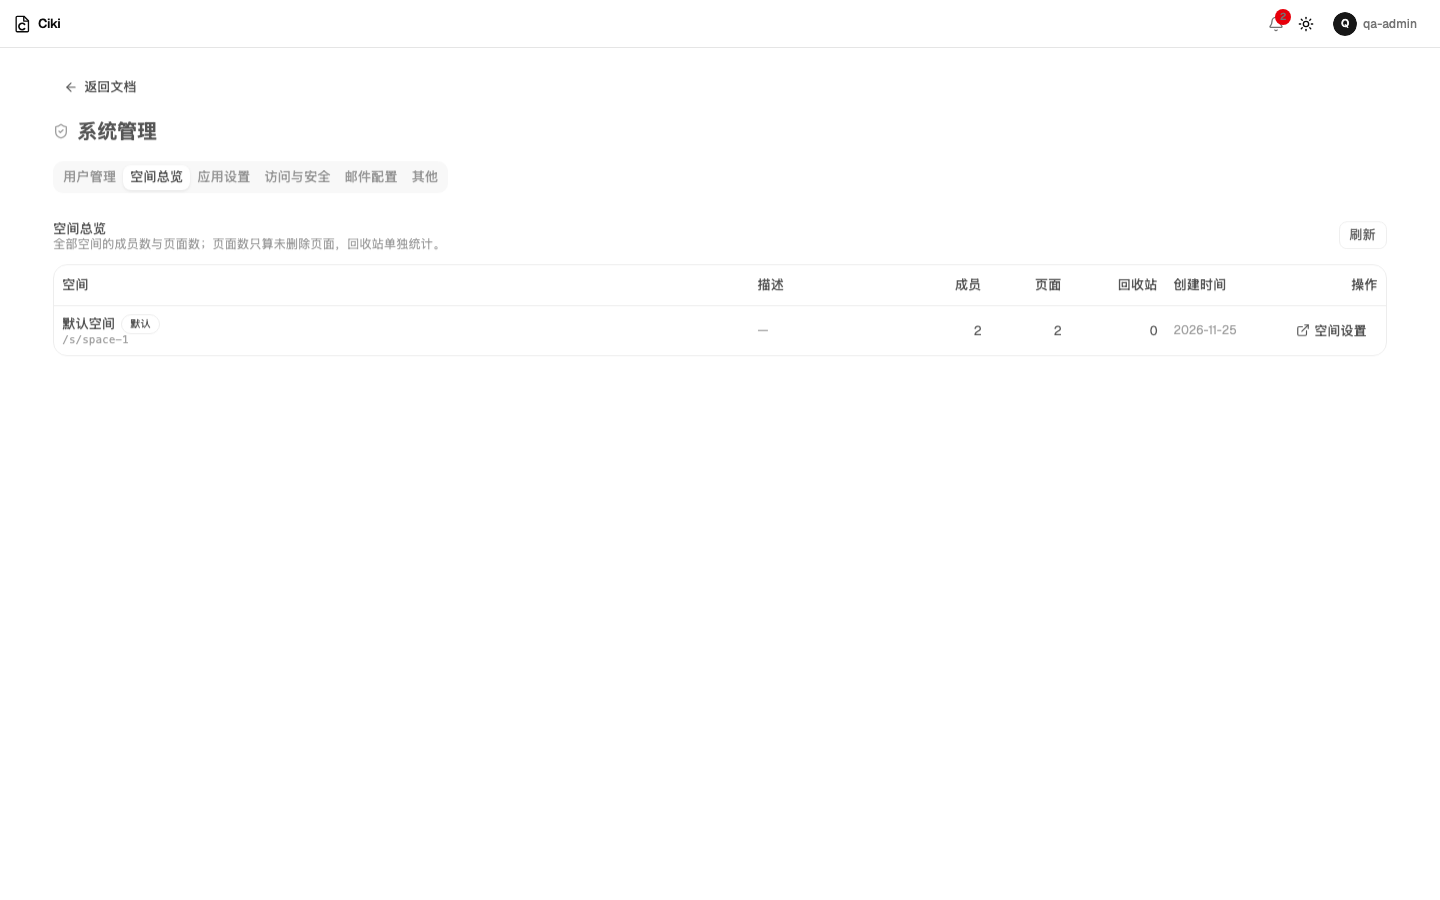 Ciki
2
Q qa-admin
返回文档
系统管理
用户管理 空间总览 应用设置 访问与安全 邮件配置 其他
空间总览
全部空间的成员数与页面数；页面数只算未删除页面，回收站单独统计。
刷新
空间 描述 成员 页面 回收站 创建时间 操作
默认空间 默认
/s/space-1
— 2 2 0 2026-11-25 空间设置